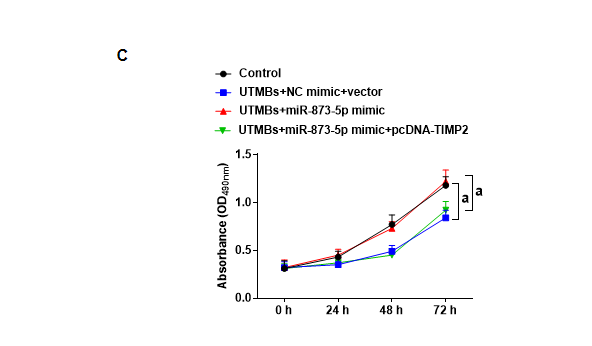 C
Control
UTMBs+NC mimic+vector
UTMBs+miR-873-5p mimic
UTMBs+miR-873-5p mimic+pcDNA-TIMP2
Absorbance (OD490nm)
1.5
1.0
0.5
0.0
0 h 24 h 48 h 72 h
a
a